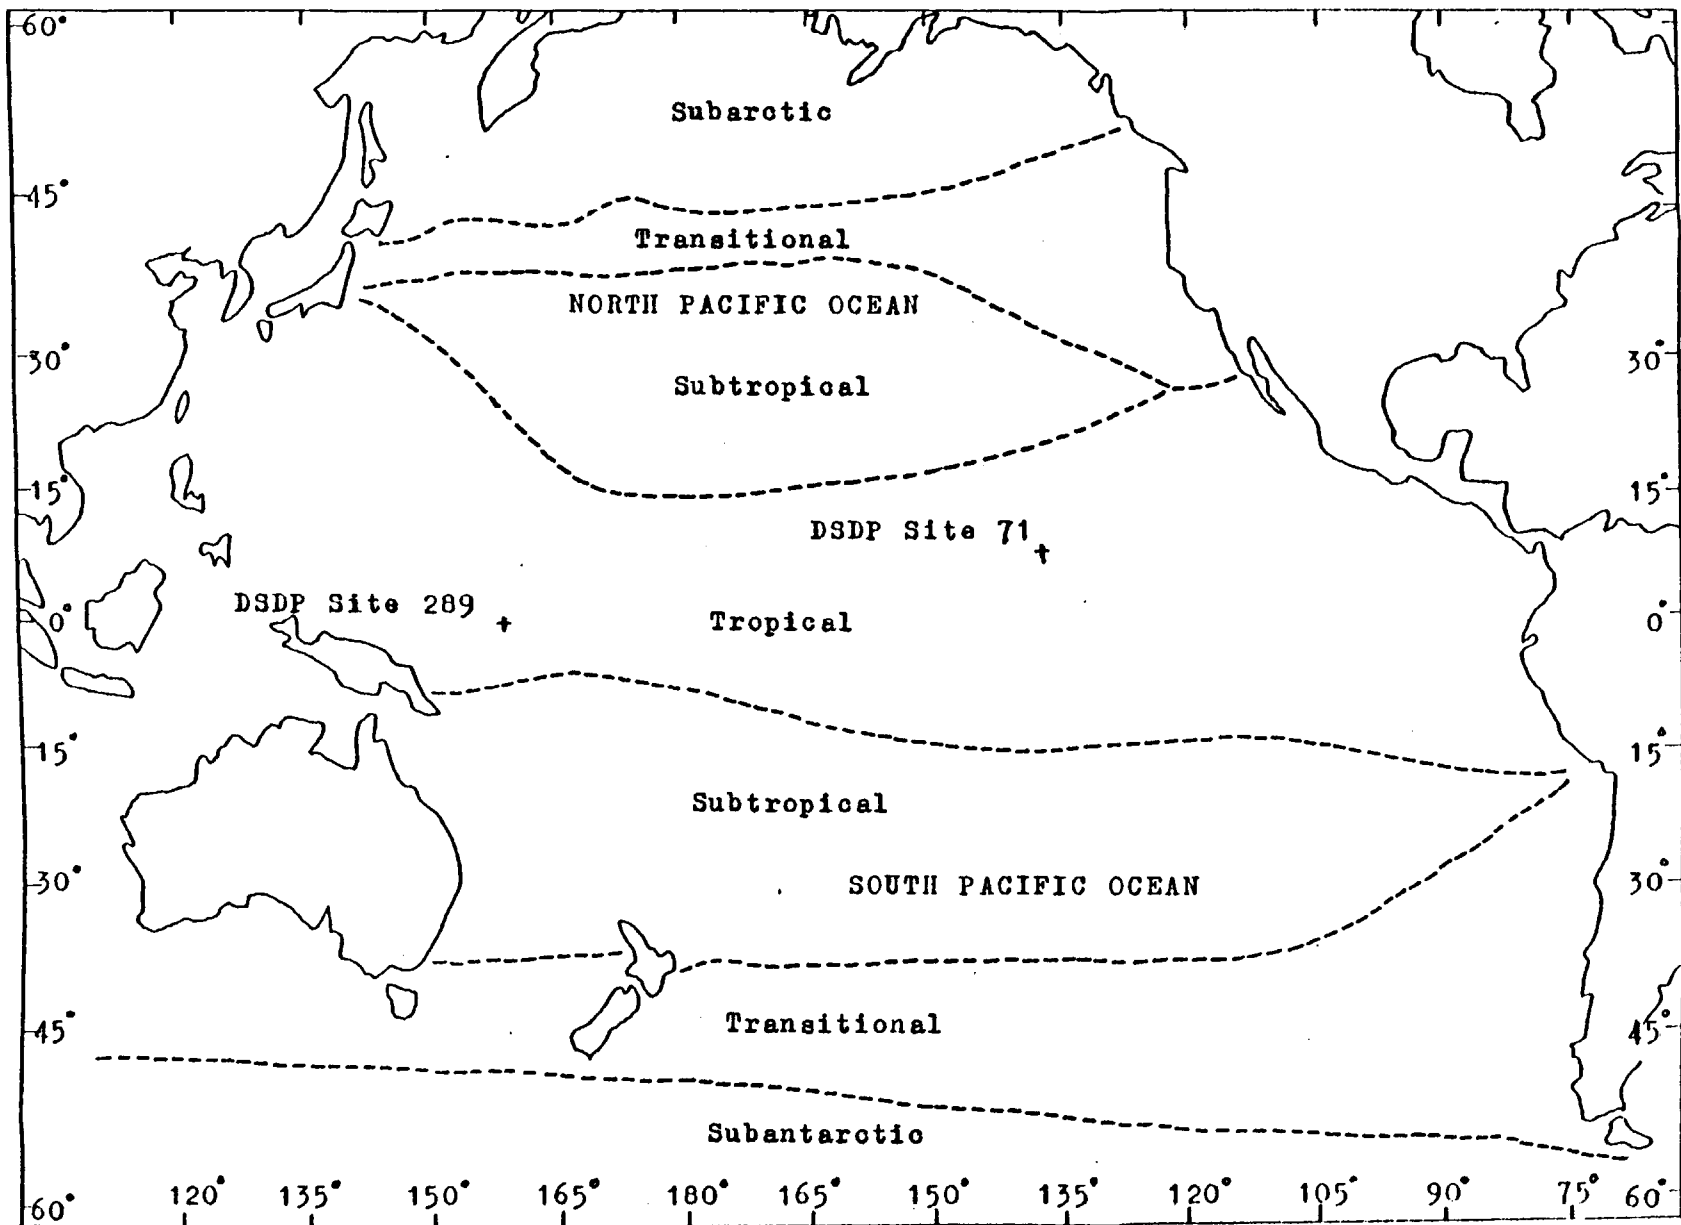 60°
Subarctic
45°
Transitional
NORTH PACIFIC OCEAN
30° 30°
Subtropical
15° 15°
DSDP Site 71
DSDP Site 289
0° 0°
Tropical
15° 15°
Subtropical
30° 30°
SOUTH PACIFIC OCEAN
45° 45°
Transitional
Subantarctic
60° 120° 135° 150° 165° 180° 165° 150° 135° 120° 105° 90° 75° 60°